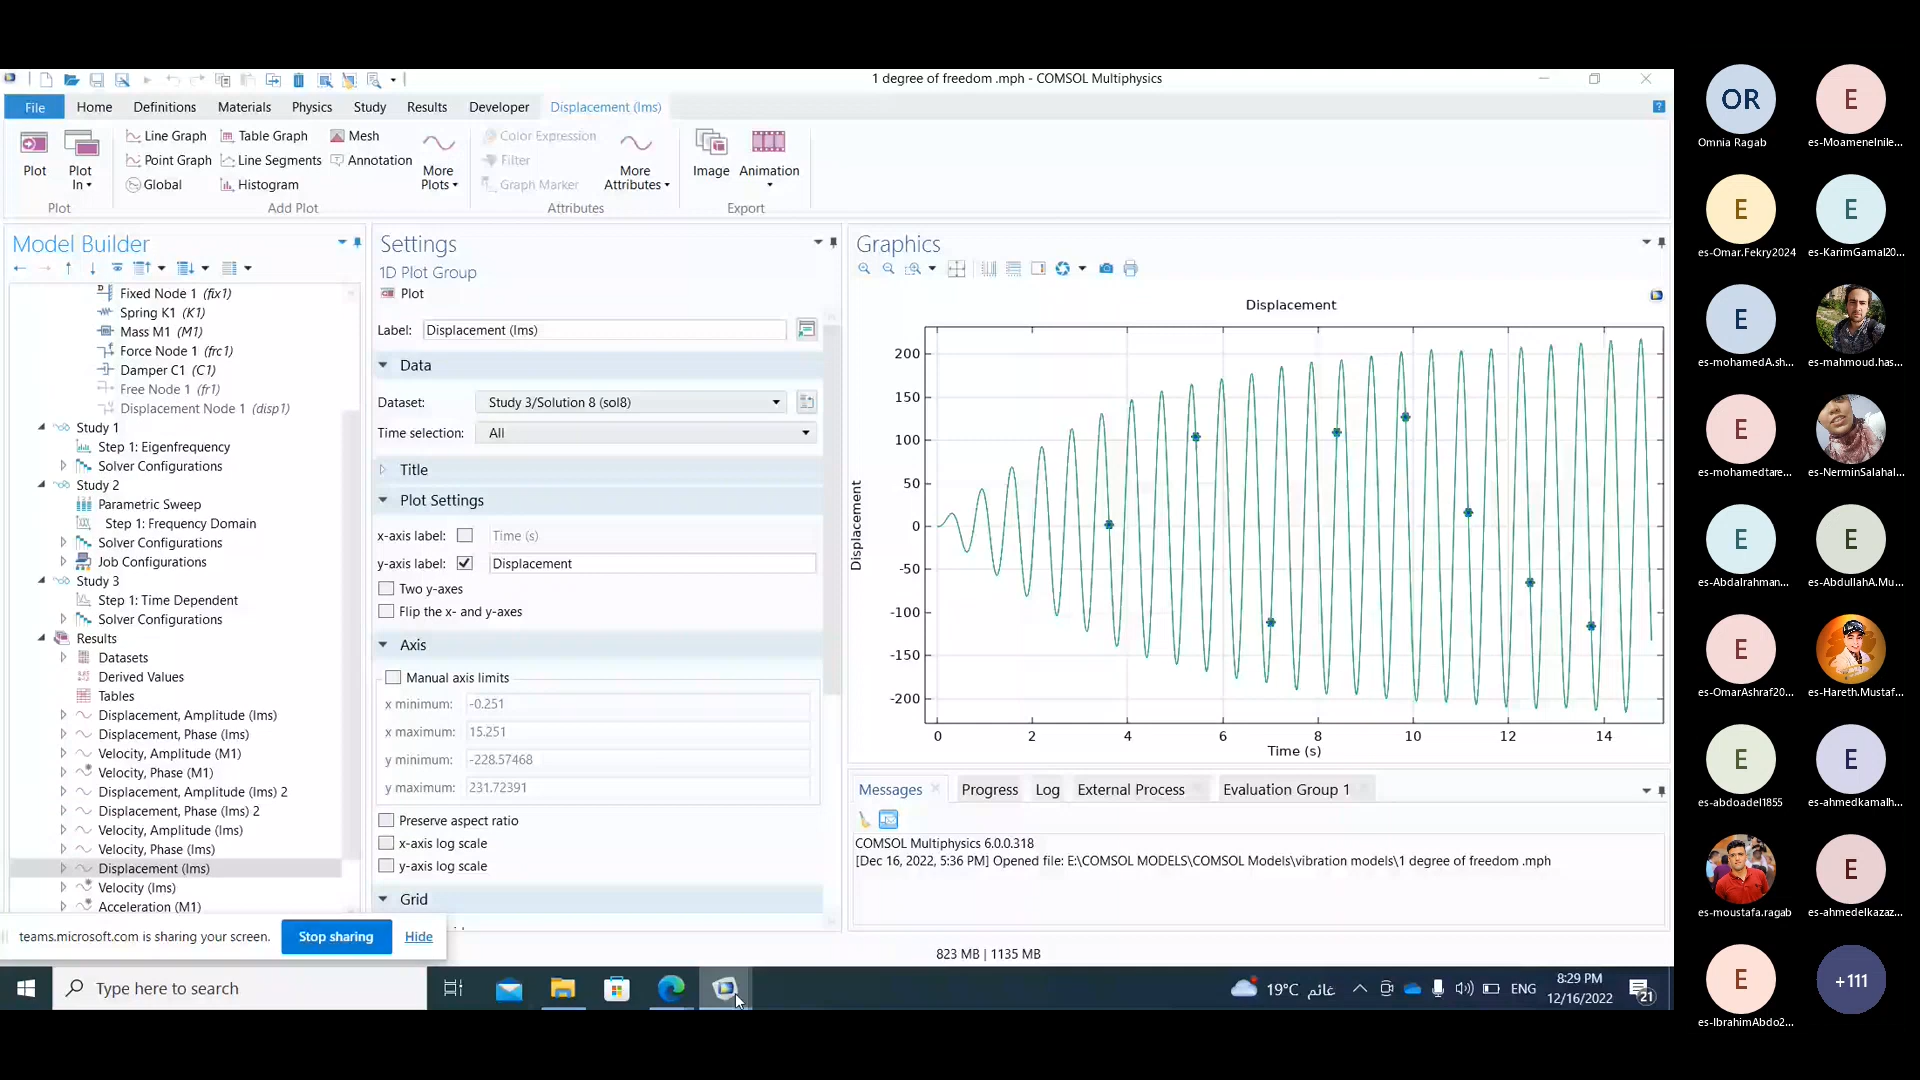 1 degree of freedom .mph - COMSOL Multiphysics
File Home Definitions Materials Physics Study Results Developer Displacement (lms)
Plot
Plot In
Plot
Line Graph
Point Graph
Global
Table Graph
Line Segments
Histogram
Mesh
Annotation
More Plots
Add Plot
Color Expression
Filter
Graph Marker
More Attributes
Attributes
Image
Animation
Export
Model Builder
Fixed Node 1 (fix1)
Spring K1 (K1)
Mass M1 (M1)
Force Node 1 (frc1)
Damper C1 (C1)
Free Node 1 (fr1)
Displacement Node 1 (disp1)
Study 1
Step 1: Eigenfrequency
Solver Configurations
Study 2
Parametric Sweep
Step 1: Frequency Domain
Solver Configurations
Job Configurations
Study 3
Step 1: Time Dependent
Solver Configurations
Results
Datasets
Derived Values
Tables
Displacement, Amplitude (lms)
Displacement, Phase (lms)
Velocity, Amplitude (M1)
Velocity, Phase (M1)
Displacement, Amplitude (lms) 2
Displacement, Phase (lms) 2
Velocity, Amplitude (lms)
Velocity, Phase (lms)
Displacement (lms)
Velocity (lms)
Acceleration (M1)
Settings
1D Plot Group
Plot
Label: Displacement (lms)
Data
Dataset: Study 3/Solution 8 (sol8)
Time selection: All
Title
Plot Settings
x-axis label: Time (s)
y-axis label: Displacement
Two y-axes
Flip the x- and y-axes
Axis
Manual axis limits
x minimum: -0.251
x maximum: 15.251
y minimum: -228.57468
y maximum: 231.72391
Preserve aspect ratio
x-axis log scale
y-axis log scale
Grid
Graphics
Displacement
Displacement
200
150
100
50
0
-50
-100
-150
-200
0 2 4 6 8 10 12 14
Time (s)
Messages Progress Log External Process Evaluation Group 1
COMSOL Multiphysics 6.0.0.318
[Dec 16, 2022, 5:36 PM] Opened file: E:\COMSOL MODELS\COMSOL Models\vibration models\1 degree of freedom .mph
823 MB | 1135 MB
teams.microsoft.com is sharing your screen. Stop sharing Hide
Type here to search
19°C غائم
ENG
8:29 PM
12/16/2022
21
OR E
Omnia Ragab es-MoameneInile...
E E
es-Omar.Fekry2024 es-KarimGamal20...
E
es-mohamedA.sh... es-mahmoud.has...
E
es-mohamedtare... es-NerminSalahal...
E E
es-Abdalrahman... es-AbdullahA.Mu...
E
es-OmarAshraf20... es-Hareth.Mustaf...
E E
es-abdoadel1855 es-ahmedkamalh...
E
es-moustafa.ragab es-ahmedelkazaz...
E +111
es-IbrahimAbdo2...